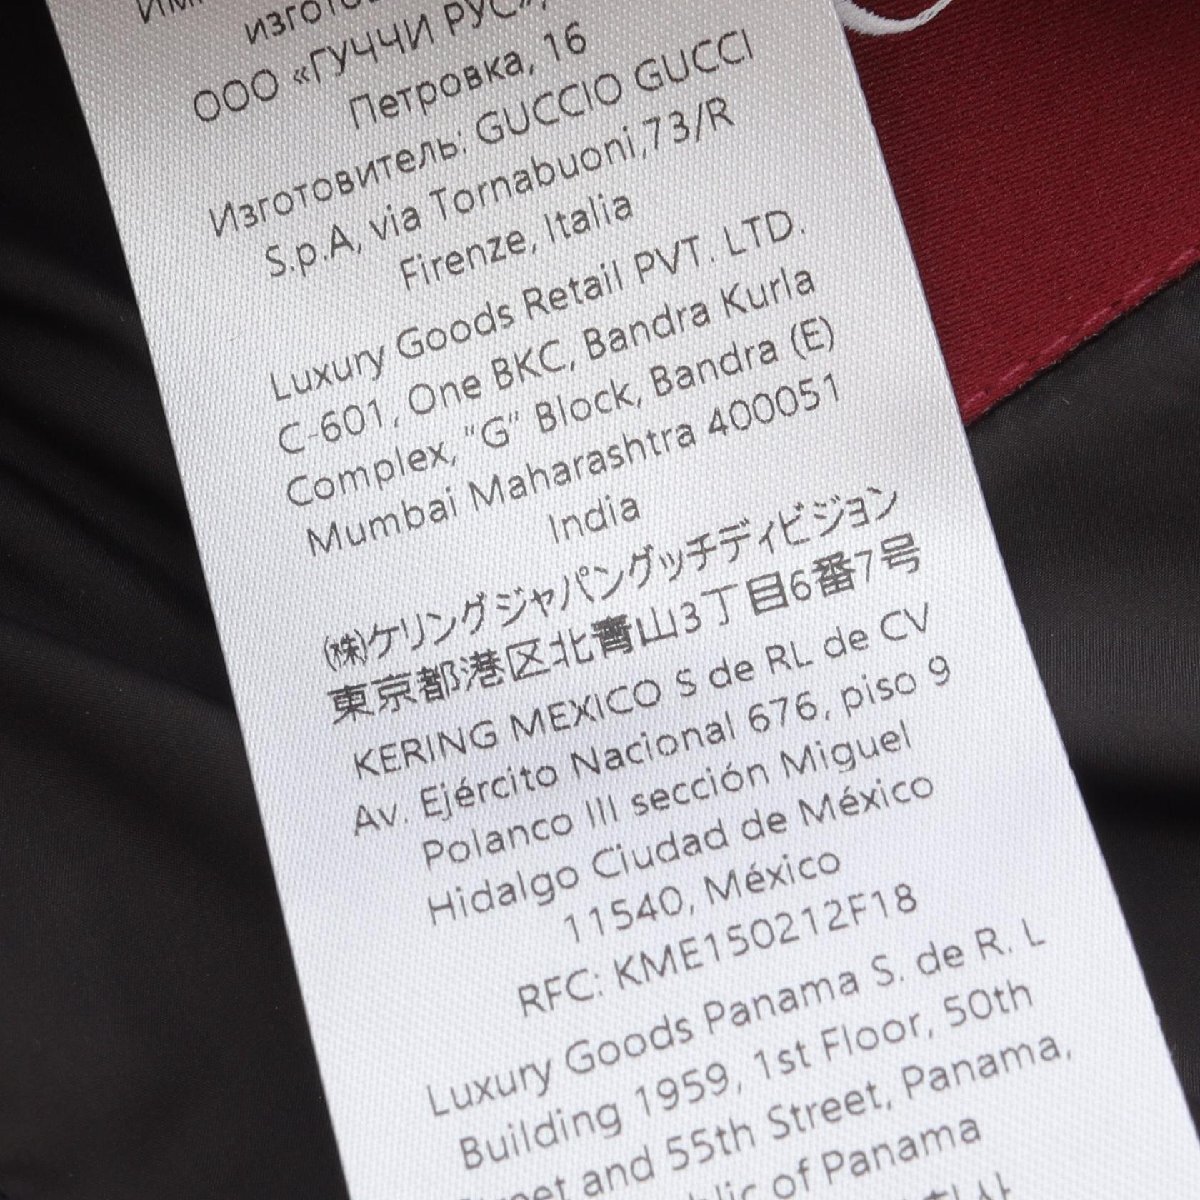 ООО «ГУЧЧИ РУС»,
Петровка, 16
Изготовитель: GUCCIO GUCCI
S.p.A, via Tornabuoni,73/R
Firenze, Italia
Luxury Goods Retail PVT. LTD.
C-601, One BKC, Bandra Kurla
Complex, "G" Block, Bandra (E)
Mumbai Maharashtra 400051
India
㈱ケリングジャパングッチディビジョン
東京都港区北青山3丁目6番7号
KERING MEXICO S de RL de CV
Av. Ejército Nacional 676, piso 9
Polanco III sección Miguel
Hidalgo Ciudad de México
11540, México
RFC: KME150212F18
Luxury Goods Panama S. de R. L
Building 1959, 1st Floor, 50th
and 55th Street, Panama,
of Panama